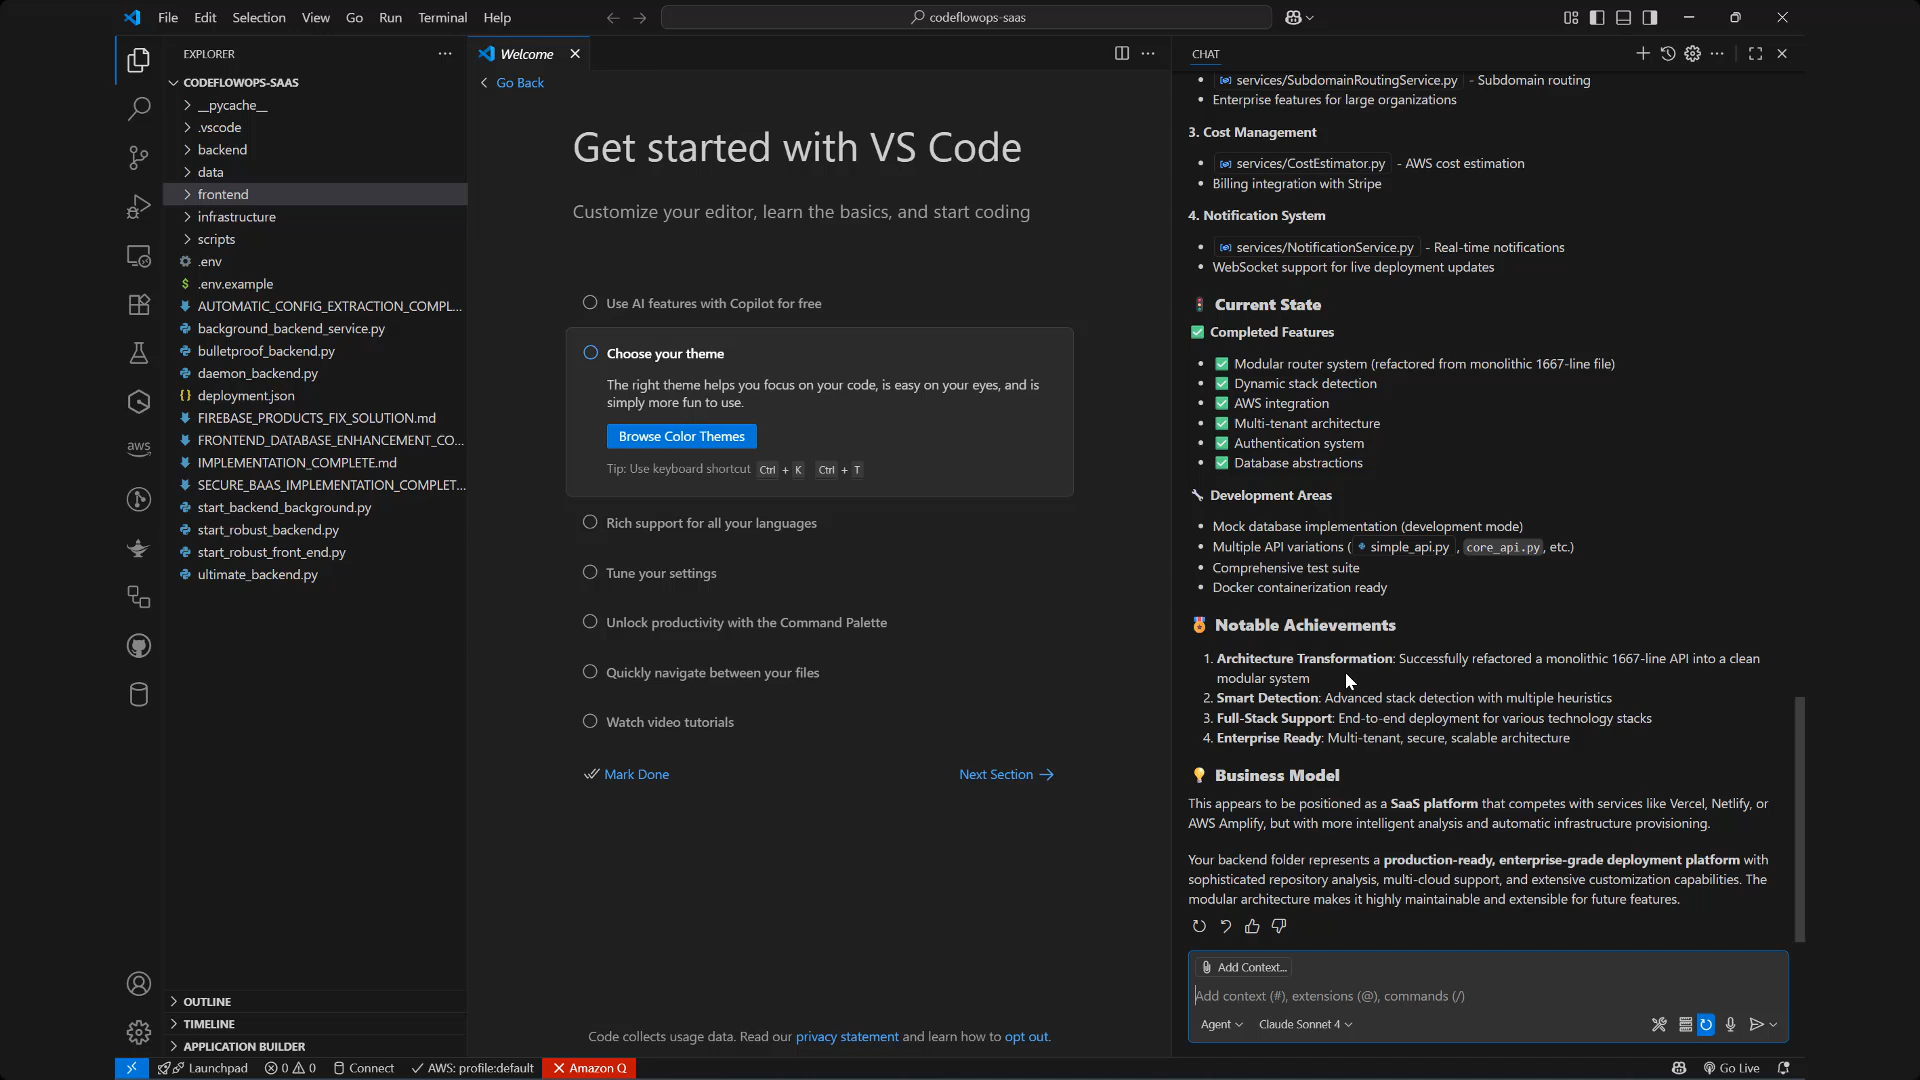 File Edit Selection View Go Run Terminal Help
codeflowops-saas
EXPLORER
CODEFLOWOPS-SAAS
__pycache__
.vscode
backend
data
frontend
infrastructure
scripts
.env
.env.example
AUTOMATIC_CONFIG_EXTRACTION_COMPL...
background_backend_service.py
bulletproof_backend.py
daemon_backend.py
deployment.json
FIREBASE_PRODUCTS_FIX_SOLUTION.md
FRONTEND_DATABASE_ENHANCEMENT_CO...
IMPLEMENTATION_COMPLETE.md
SECURE_BAAS_IMPLEMENTATION_COMPLET...
start_backend_background.py
start_robust_backend.py
start_robust_front_end.py
ultimate_backend.py
aws
OUTLINE
TIMELINE
APPLICATION BUILDER
Welcome
Go Back
Get started with VS Code
Customize your editor, learn the basics, and start coding
Use AI features with Copilot for free
Choose your theme
The right theme helps you focus on your code, is easy on your eyes, and is
simply more fun to use.
Browse Color Themes
Tip: Use keyboard shortcut Ctrl + K Ctrl + T
Rich support for all your languages
Tune your settings
Unlock productivity with the Command Palette
Quickly navigate between your files
Watch video tutorials
Mark Done
Next Section
Code collects usage data. Read our privacy statement and learn how to opt out.
CHAT
• services/SubdomainRoutingService.py - Subdomain routing
• Enterprise features for large organizations
3. Cost Management
• services/CostEstimator.py - AWS cost estimation
• Billing integration with Stripe
4. Notification System
• services/NotificationService.py - Real-time notifications
• WebSocket support for live deployment updates
🚦 Current State
✅ Completed Features
• ✅ Modular router system (refactored from monolithic 1667-line file)
• ✅ Dynamic stack detection
• ✅ AWS integration
• ✅ Multi-tenant architecture
• ✅ Authentication system
• ✅ Database abstractions
🔧 Development Areas
• Mock database implementation (development mode)
• Multiple API variations ( simple_api.py , core_api.py, etc.)
• Comprehensive test suite
• Docker containerization ready
🏅 Notable Achievements
1. Architecture Transformation: Successfully refactored a monolithic 1667-line API into a clean
modular system
2. Smart Detection: Advanced stack detection with multiple heuristics
3. Full-Stack Support: End-to-end deployment for various technology stacks
4. Enterprise Ready: Multi-tenant, secure, scalable architecture
💡 Business Model
This appears to be positioned as a SaaS platform that competes with services like Vercel, Netlify, or
AWS Amplify, but with more intelligent analysis and automatic infrastructure provisioning.
Your backend folder represents a production-ready, enterprise-grade deployment platform with
sophisticated repository analysis, multi-cloud support, and extensive customization capabilities. The
modular architecture makes it highly maintainable and extensible for future features.
Add Context...
Add context (#), extensions (@), commands (/)
Agent Claude Sonnet 4
Launchpad 0 0 Connect AWS: profile:default Amazon Q Go Live